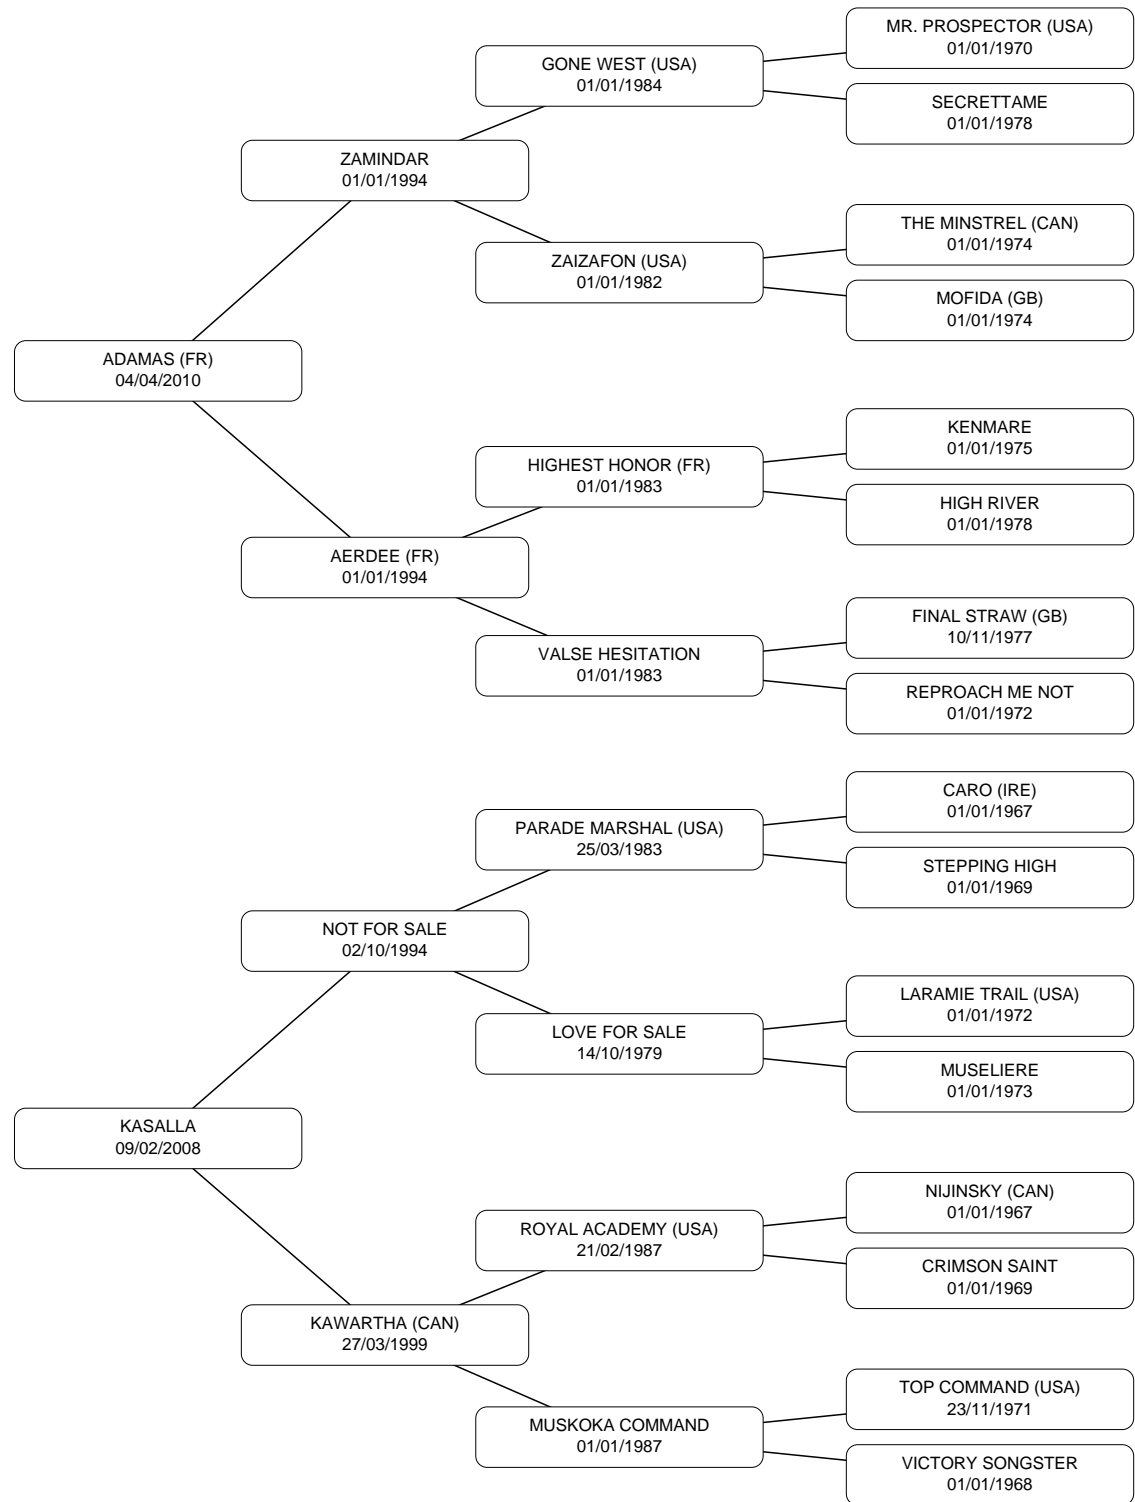 MR. PROSPECTOR (USA)
01/01/1970
GONE WEST (USA)
01/01/1984
SECRETTAME
01/01/1978
ZAMINDAR
01/01/1994
THE MINSTREL (CAN)
01/01/1974
ZAIZAFON (USA)
01/01/1982
MOFIDA (GB)
01/01/1974
ADAMAS (FR)
04/04/2010
KENMARE
01/01/1975
HIGHEST HONOR (FR)
01/01/1983
HIGH RIVER
01/01/1978
AERDEE (FR)
01/01/1994
FINAL STRAW (GB)
10/11/1977
VALSE HESITATION
01/01/1983
REPROACH ME NOT
01/01/1972
CARO (IRE)
01/01/1967
PARADE MARSHAL (USA)
25/03/1983
STEPPING HIGH
01/01/1969
NOT FOR SALE
02/10/1994
LARAMIE TRAIL (USA)
01/01/1972
LOVE FOR SALE
14/10/1979
MUSELIERE
01/01/1973
KASALLA
09/02/2008
NIJINSKY (CAN)
01/01/1967
ROYAL ACADEMY (USA)
21/02/1987
CRIMSON SAINT
01/01/1969
KAWARTHA (CAN)
27/03/1999
TOP COMMAND (USA)
23/11/1971
MUSKOKA COMMAND
01/01/1987
VICTORY SONGSTER
01/01/1968